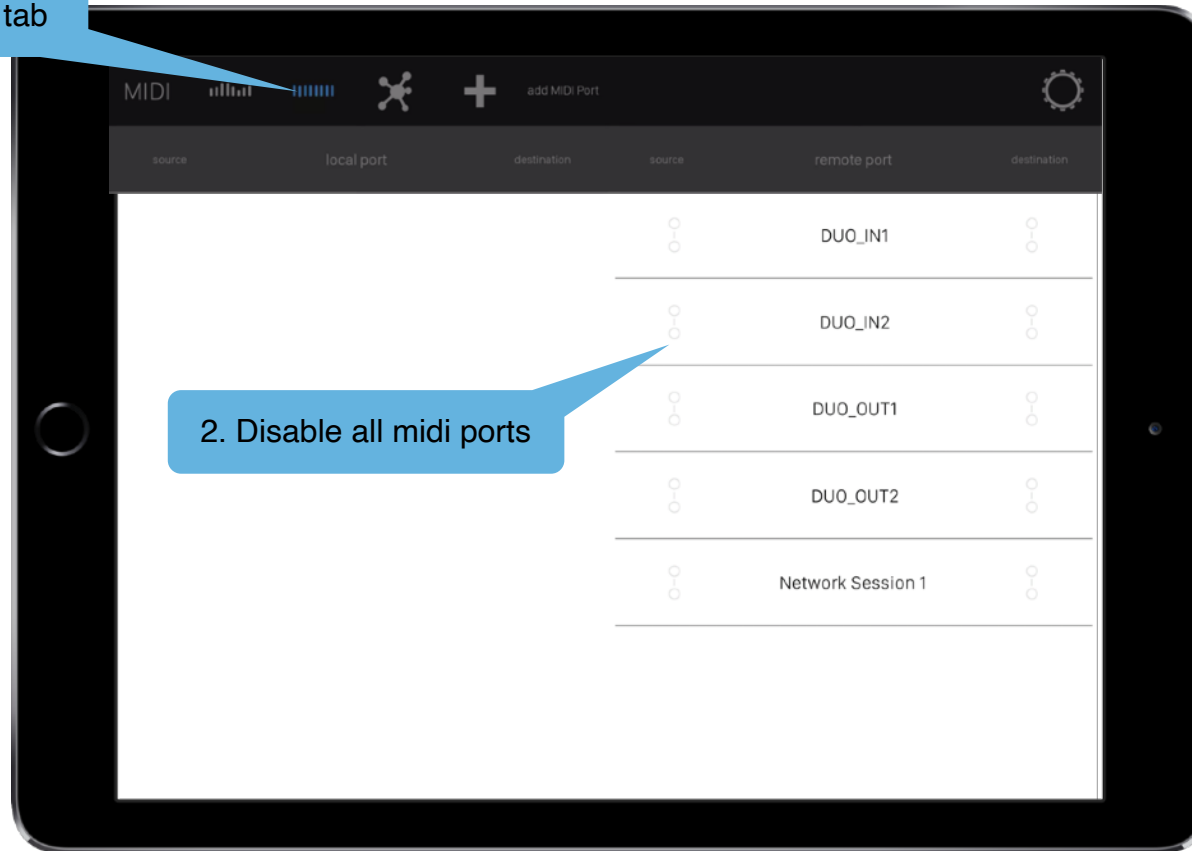 tab
MIDI
add MIDI Port
source local port destination source remote port destination
DUO_IN1
DUO_IN2
2. Disable all midi ports
DUO_OUT1
DUO_OUT2
Network Session 1